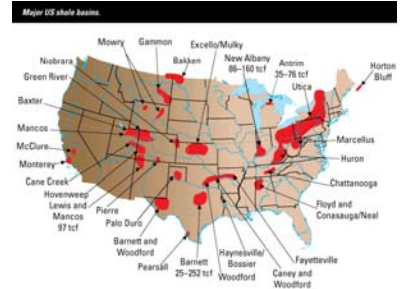 Major US shale basins.
Mowry
Gammon
Excello/Mulky
Niobrara
Bakken
New Albany
86–160 tcf
Antrim
35–76 tcf
Horton
Bluff
Green River
Utica
Baxter
Mancos
McClure
Monterey
Marcellus
Huron
Cane Creek
Hovenweep
Lewis and
Mancos
97 tcf
Pierre
Palo Duro
Chattanooga
Floyd and
Conasauga/Neal
Barnett and
Woodford
Pearsall
Barnett
25–252 tcf
Haynesville/
Bossier
Woodford
Fayetteville
Caney and
Woodford